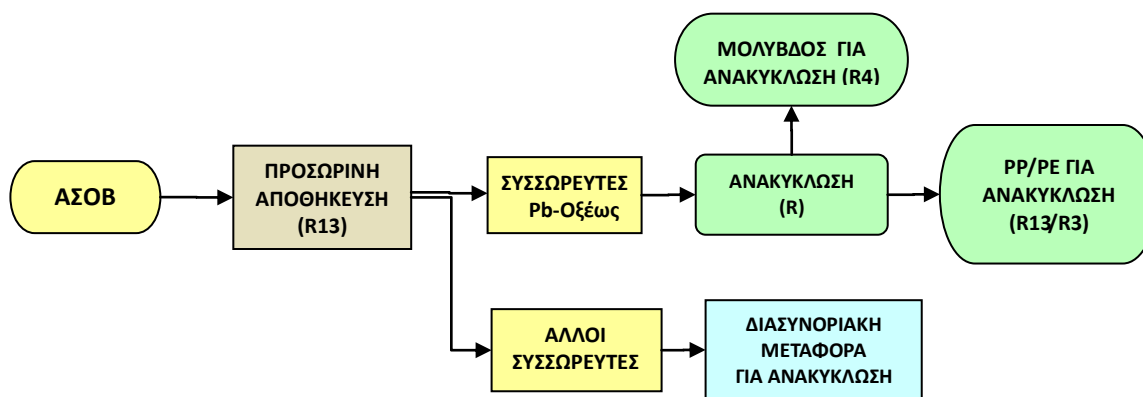 ΜΟΛΥΒΔΟΣ ΓΙΑ
ΑΝΑΚΥΚΛΩΣΗ (R4)
ΑΣΟΒ
ΠΡΟΣΩΡΙΝΗ
ΑΠΟΘΗΚΕΥΣΗ
(R13)
ΣΥΣΣΩΡΕΥΤΕΣ
Pb-Οξέως
ΑΝΑΚΥΚΛΩΣΗ
(R)
PP/PE ΓΙΑ
ΑΝΑΚΥΚΛΩΣΗ
(R13/R3)
ΑΛΛΟΙ
ΣΥΣΣΩΡΕΥΤΕΣ
ΔΙΑΣΥΝΟΡΙΑΚΗ
ΜΕΤΑΦΟΡΑ
ΓΙΑ ΑΝΑΚΥΚΛΩΣΗ